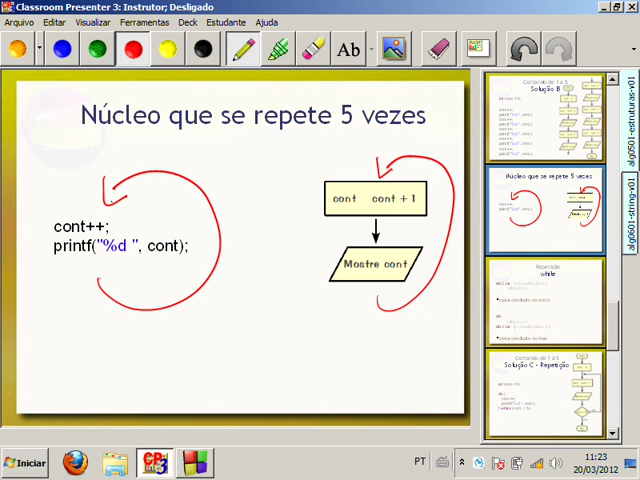 Classroom Presenter 3: Instrutor; Desligado
Arquivo Editar Visualizar Ferramentas Deck Estudante Ajuda
Ab
Núcleo que se repete 5 vezes
cont++;
printf("%d ", cont);
cont cont + 1
Mostre cont
Contando de 1 a 5
Solução B
Núcleo que se repete 5 vezes
Repetição
while
Contando de 1 a 5
Solução C - Repetição
alg0501-estruturas-v01
alg0601-string-v01
Iniciar
CP3
PT
11:23
20/03/2012